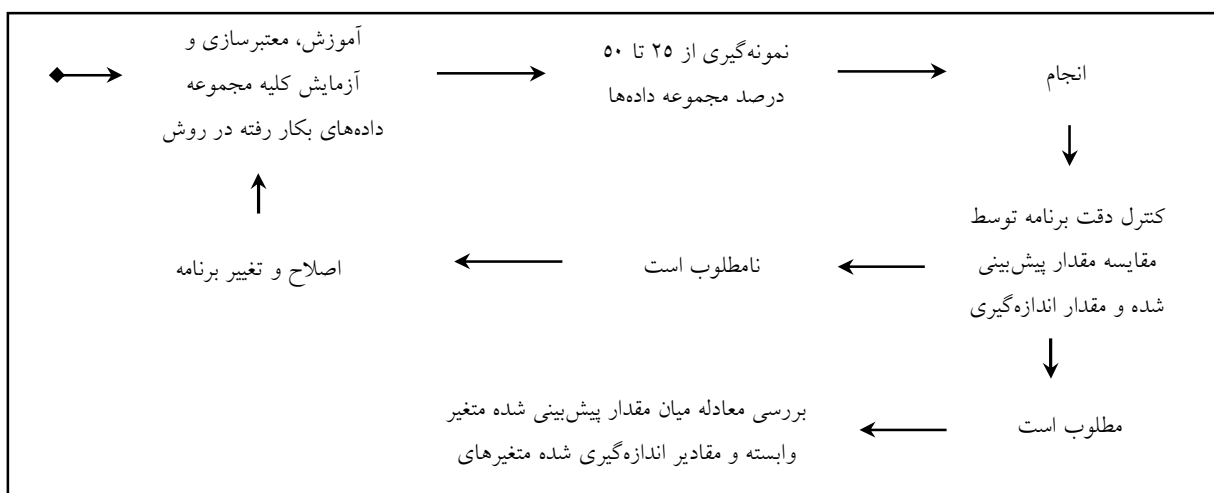 آموزش، معتبرسازی و
آزمایش کلیه مجموعه
داده‌های بکار رفته در روش
نمونه‌گیری از ۲۵ تا ۵۰
درصد مجموعه داده‌ها
انجام
کنترل دقت برنامه توسط
مقایسه مقدار پیش‌بینی
شده و مقدار اندازه‌گیری
نامطلوب است
اصلاح و تغییر برنامه
مطلوب است
بررسی معادله میان مقدار پیش‌بینی شده متغیر
وابسته و مقادیر اندازه‌گیری شده متغیرهای